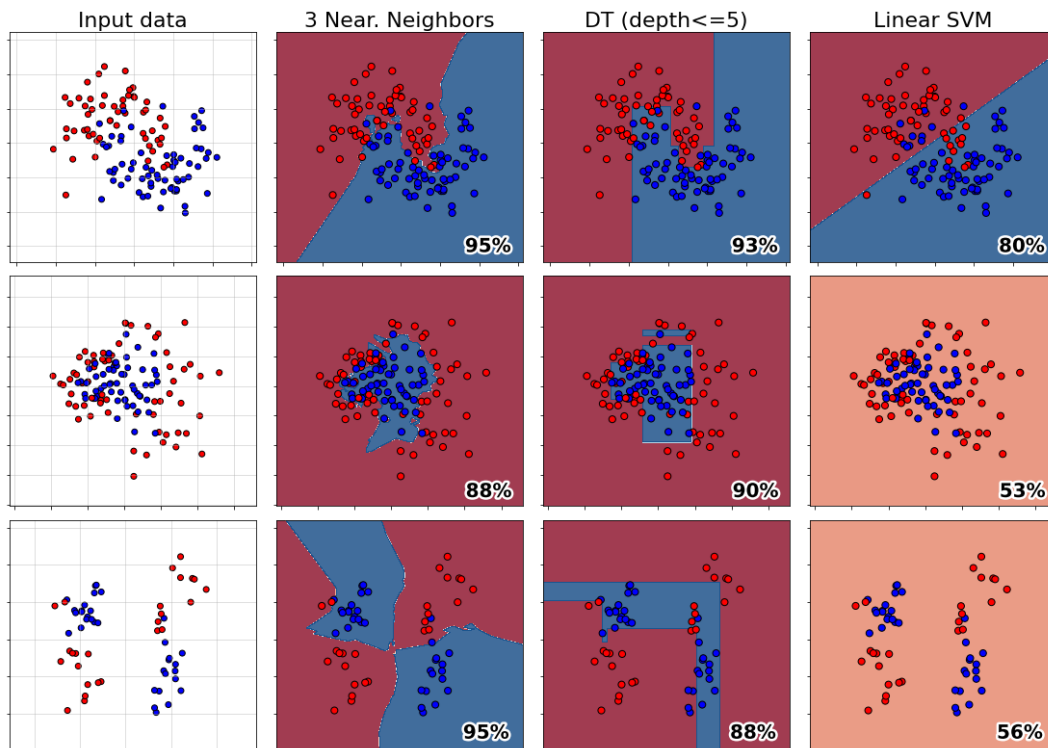 Input data
3 Near. Neighbors
DT (depth<=5)
Linear SVM
95%
93%
80%
88%
90%
53%
95%
88%
56%